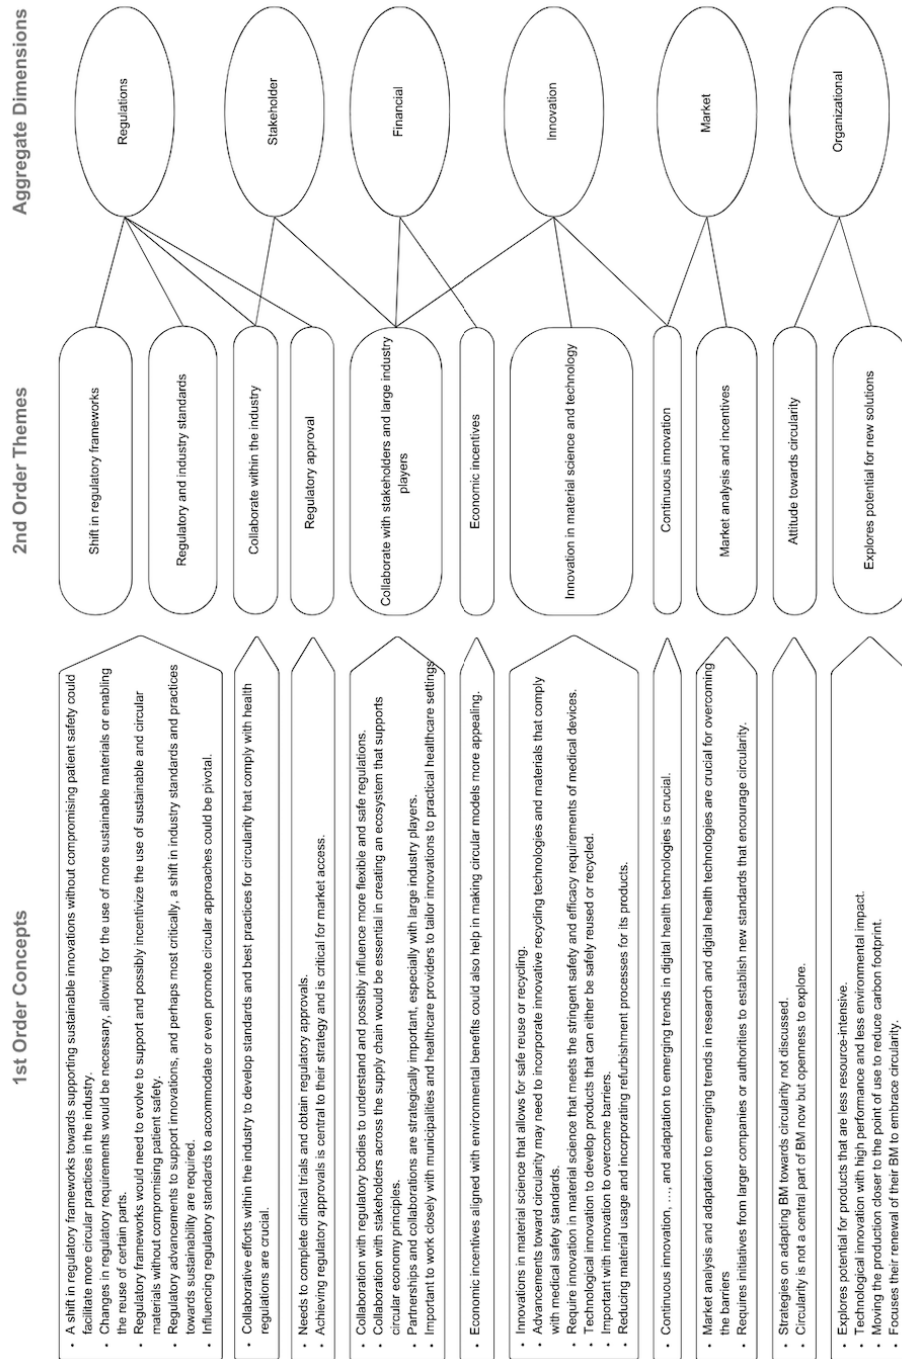 1st Order Concepts
2nd Order Themes
Aggregate Dimensions
• A shift in regulatory frameworks towards supporting sustainable innovations without compromising patient safety could
facilitate more circular practices in the industry.
• Changes in regulatory requirements would be necessary, allowing for the use of more sustainable materials or enabling
the reuse of certain parts.
• Regulatory frameworks would need to evolve to support and possibly incentivize the use of sustainable and circular
materials without compromising patient safety.
• Regulatory advancements to support innovations, and perhaps most critically, a shift in industry standards and practices
towards sustainability are required.
• Influencing regulatory standards to accommodate or even promote circular approaches could be pivotal.
Shift in regulatory frameworks
Regulatory and industry standards
Regulations
• Collaborative efforts within the industry to develop standards and best practices for circularity that comply with health
regulations are crucial.
Collaborate within the industry
Stakeholder
• Needs to complete clinical trials and obtain regulatory approvals.
• Achieving regulatory approvals is central to their strategy and is critical for market access.
Regulatory approval
• Collaboration with regulatory bodies to understand and possibly influence more flexible and safe regulations.
• Collaboration with stakeholders across the supply chain would be essential in creating an ecosystem that supports
circular economy principles.
• Partnerships and collaborations are strategically important, especially with large industry players.
• Important to work closely with municipalities and healthcare providers to tailor innovations to practical healthcare settings
Collaborate with stakeholders and large industry
players
Financial
• Economic incentives aligned with environmental benefits could also help in making circular models more appealing.
Economic incentives
• Innovations in material science that allows for safe reuse or recycling.
• Advancements toward circularity may need to incorporate innovative recycling technologies and materials that comply
with medical safety standards.
• Require innovation in material science that meets the stringent safety and efficacy requirements of medical devices.
• Technological innovation to develop products that can either be safely reused or recycled.
• Important with innovation to overcome barriers.
• Reducing material usage and incorporating refurbishment processes for its products.
Innovation in material science and technology
Innovation
• Continuous innovation, …, and adaptation to emerging trends in digital health technologies is crucial.
Continuous innovation
• Market analysis and adaptation to emerging trends in research and digital health technologies are crucial for overcoming
the barriers
• Requires initiatives from larger companies or authorities to establish new standards that encourage circularity.
Market analysis and incentives
Market
• Strategies on adapting BM towards circularity not discussed.
• Circularity is not a central part of BM now but openness to explore.
Attitude towards circularity
Organizational
• Explores potential for products that are less resource-intensive.
• Technological innovation with high performance and less environmental impact.
• Moving the production closer to the point of use to reduce carbon footprint.
• Focuses their renewal of their BM to embrace circularity.
Explores potential for new solutions